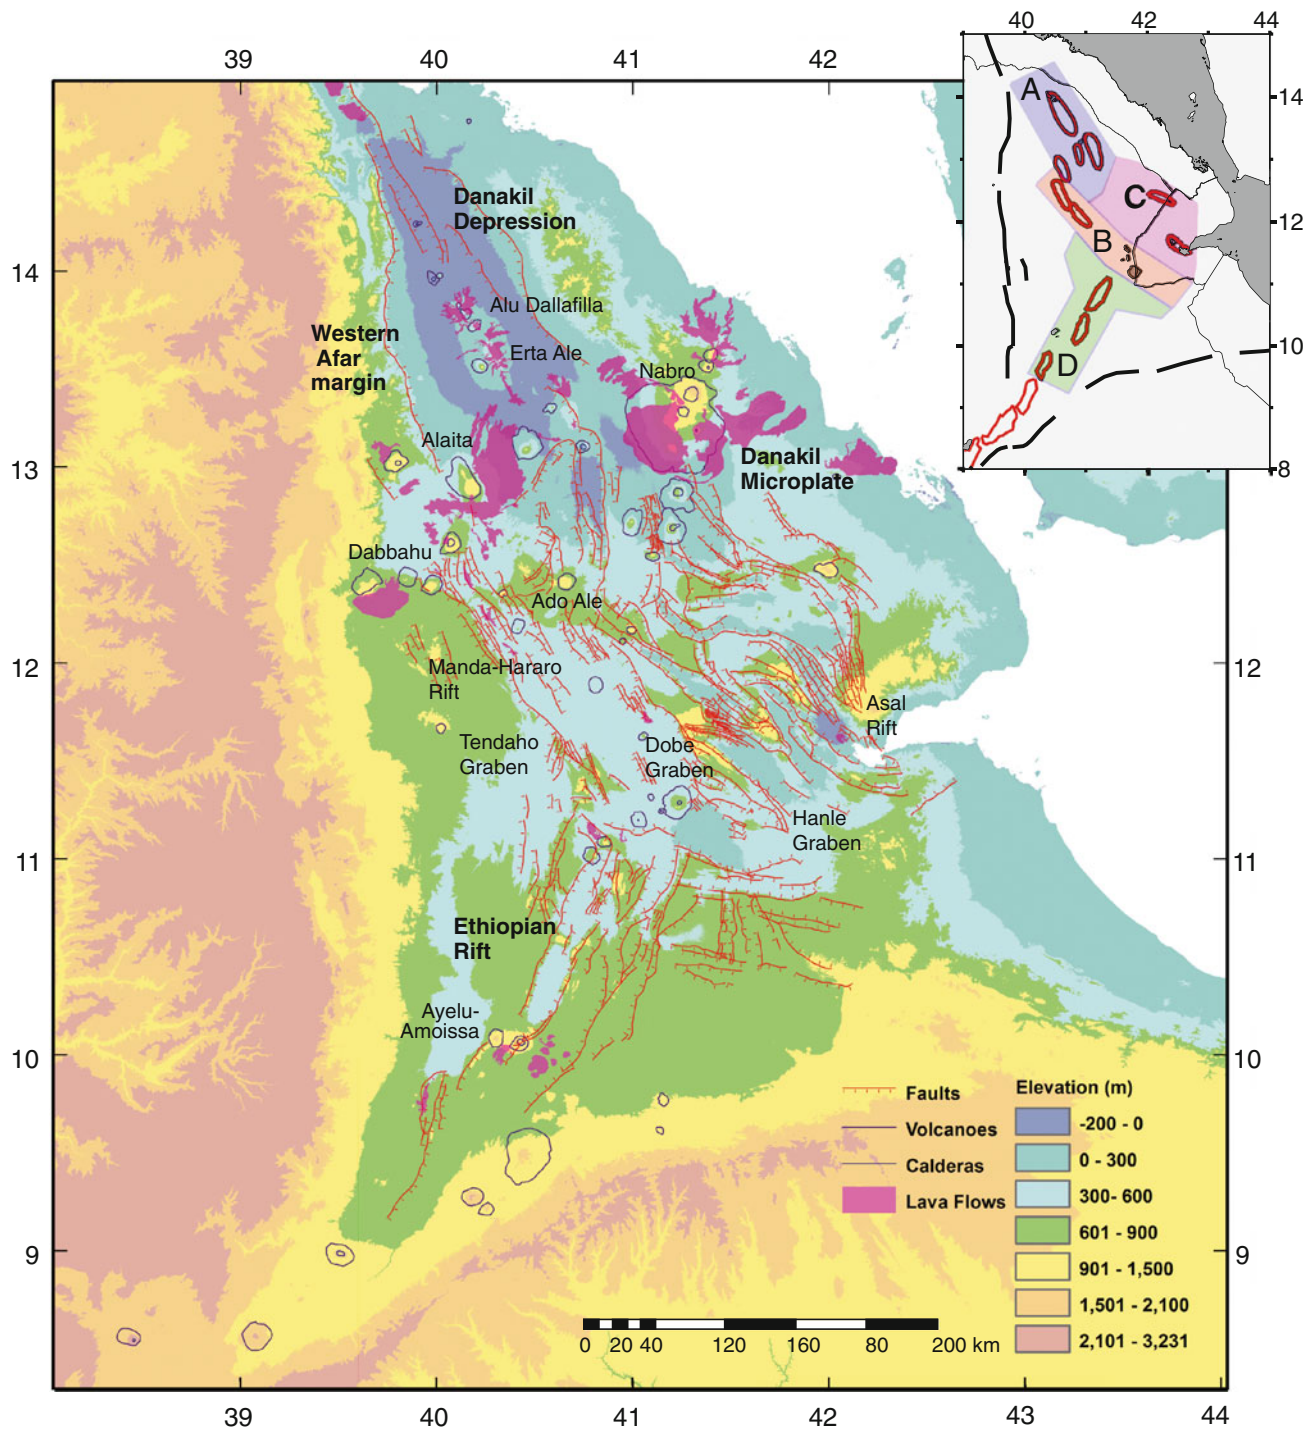 40
42
44
39
40
41
42
A
14
C
12
B
10
D
8
Danakil
Depression
14
Alu Dallafilla
Western
Afar
margin
Erta Ale
Nabro
Alaita
13
Danakil
Microplate
Dabbahu
Ado Ale
12
12
Manda-Hararo
Rift
Asal
Rift
Tendaho
Graben
Dobe
Graben
Hanle
Graben
11
11
Ethiopian
Rift
Ayelu-
Amoissa
10
10
Faults
Volcanoes
Calderas
Lava Flows
Elevation (m)
-200 - 0
0 - 300
300- 600
601 - 900
901 - 1,500
1,501 - 2,100
2,101 - 3,231
9
9
0 20 40 120 160 80 200 km
39
40
41
42
43
44